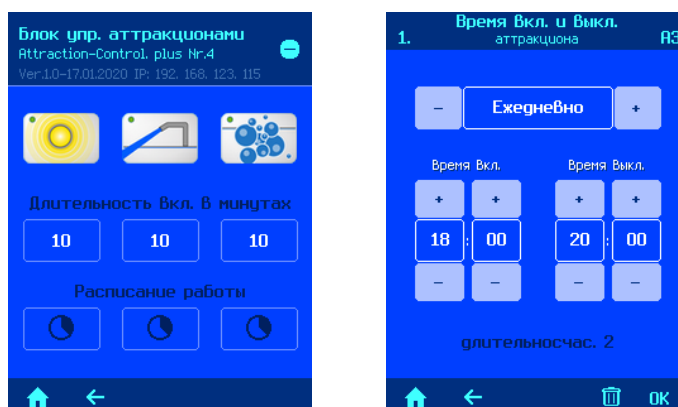 Блок упр. аттракционами
Attraction-Control. plus Nr.4
Ver.1.0-17.01.2020 IP: 192. 168. 123. 115
Длительность Вкл. В минутах
10 10 10
Расписание работы
1. Время Вкл. и Выкл. A3
аттракциона
- Ежедневно +
Время Вкл. Время Выкл.
+ + + +
18 : 00 20 : 00
- - - -
длительносчас. 2
OK